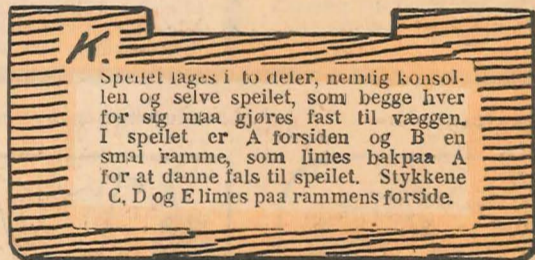 K.
Speilet lages i to deler, nemlig konsol-
len og selve speilet, som begge hver
for sig maa gjøres fast til væggen.
I speilet er A forsiden og B en
smal ramme, som limes bakpaa A
for at danne fals til speilet. Stykkene
C, D og E limes paa rammens forside.